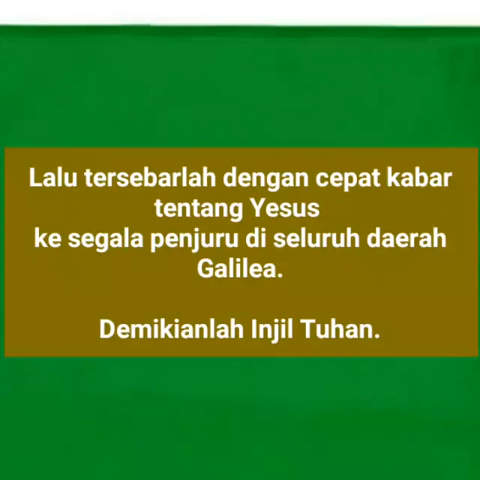 Lalu tersebarlah dengan cepat kabar
tentang Yesus
ke segala penjuru di seluruh daerah
Galilea.
Demikianlah Injil Tuhan.